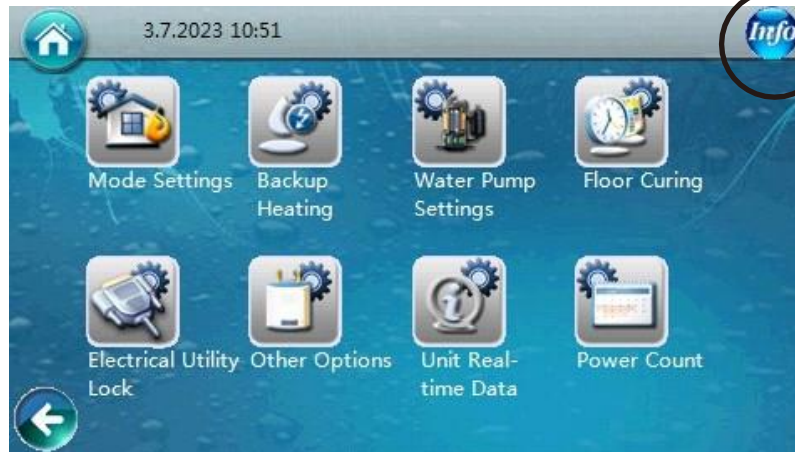 3.7.2023 10:51
Info
Mode Settings
Backup
Heating
Water Pump
Settings
Floor Curing
Electrical Utility
Lock
Other Options
Unit Real-
time Data
Power Count